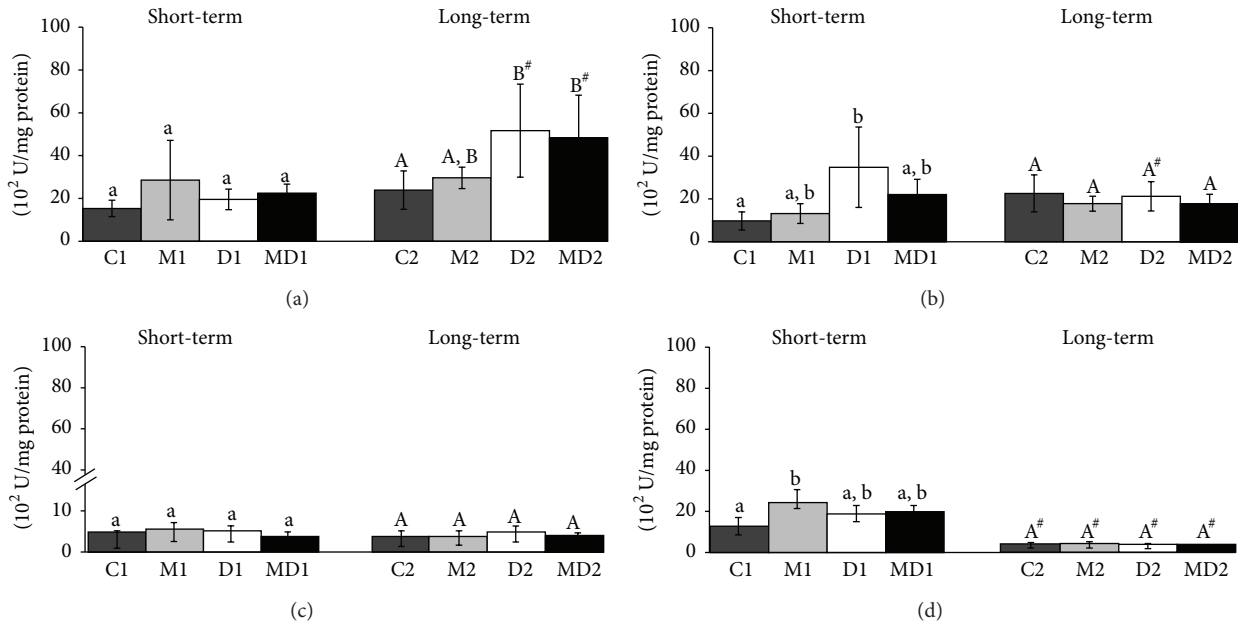 Short-term Long-term
(10² U/mg protein)
100
80
60
40
20
0
a a a a A A, B B# B#
C1 M1 D1 MD1 C2 M2 D2 MD2
(a)
Short-term Long-term
(10² U/mg protein)
100
80
60
40
20
0
a a, b b a, b A A A# A
C1 M1 D1 MD1 C2 M2 D2 MD2
(b)
Short-term Long-term
(10² U/mg protein)
100
80
60
40
10
0
a a a a A A A A
C1 M1 D1 MD1 C2 M2 D2 MD2
(c)
Short-term Long-term
(10² U/mg protein)
100
80
60
40
20
0
a b a, b a, b A# A# A# A#
C1 M1 D1 MD1 C2 M2 D2 MD2
(d)